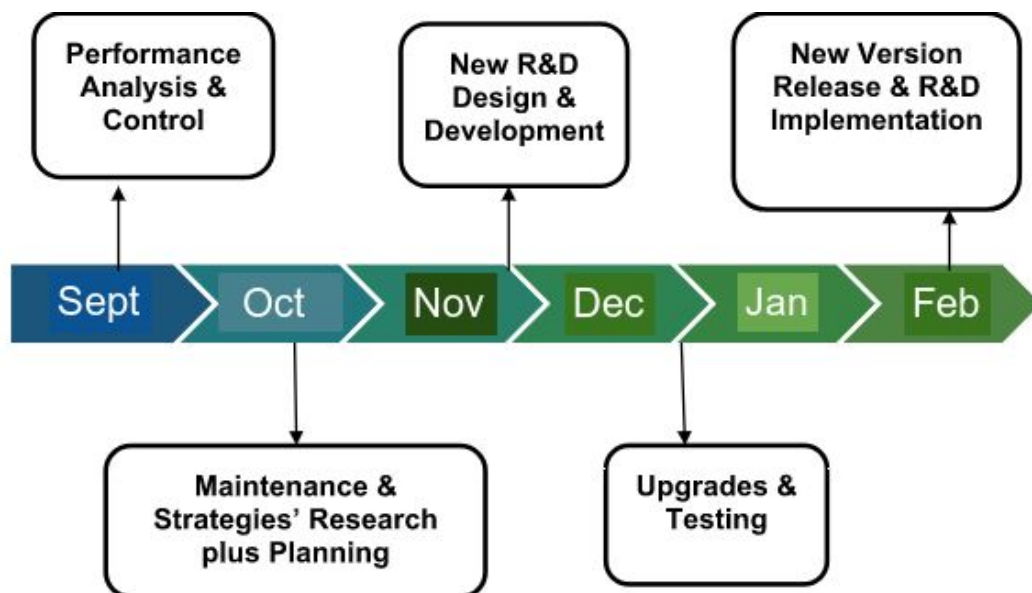 Performance
Analysis &
Control
New R&D
Design &
Development
New Version
Release & R&D
Implementation
Sept
Oct
Nov
Dec
Jan
Feb
Maintenance &
Strategies’ Research
plus Planning
Upgrades &
Testing